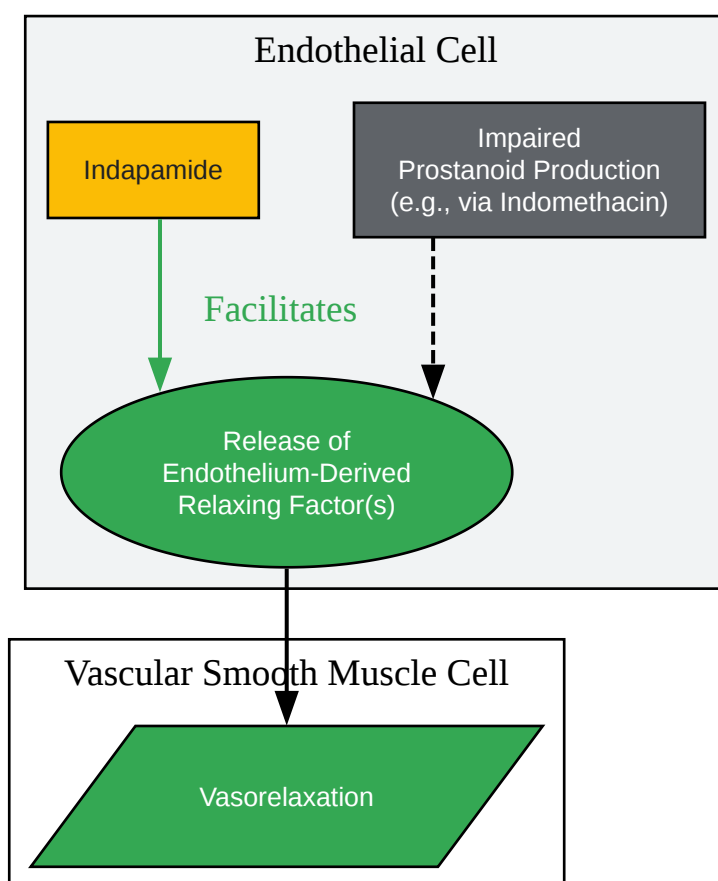 Endothelial Cell
Indapamide
Impaired
Prostanoid Production
(e.g., via Indomethacin)
Facilitates
Release of
Endothelium-Derived
Relaxing Factor(s)
Vascular Smooth Muscle Cell
Vasorelaxation